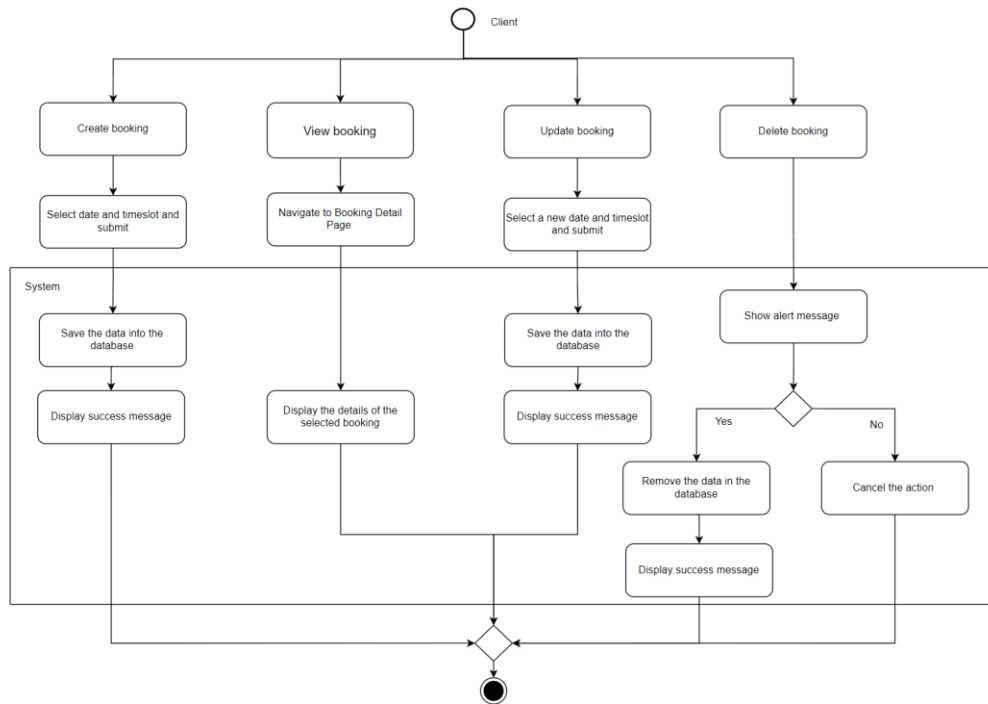 Client
Create booking
View booking
Update booking
Delete booking
Select date and timeslot and
submit
Navigate to Booking Detail
Page
Select a new date and timeslot
and submit
System
Save the data into the
database
Save the data into the
database
Show alert message
Display success message
Display the details of the
selected booking
Display success message
Yes
No
Remove the data in the
database
Cancel the action
Display success message